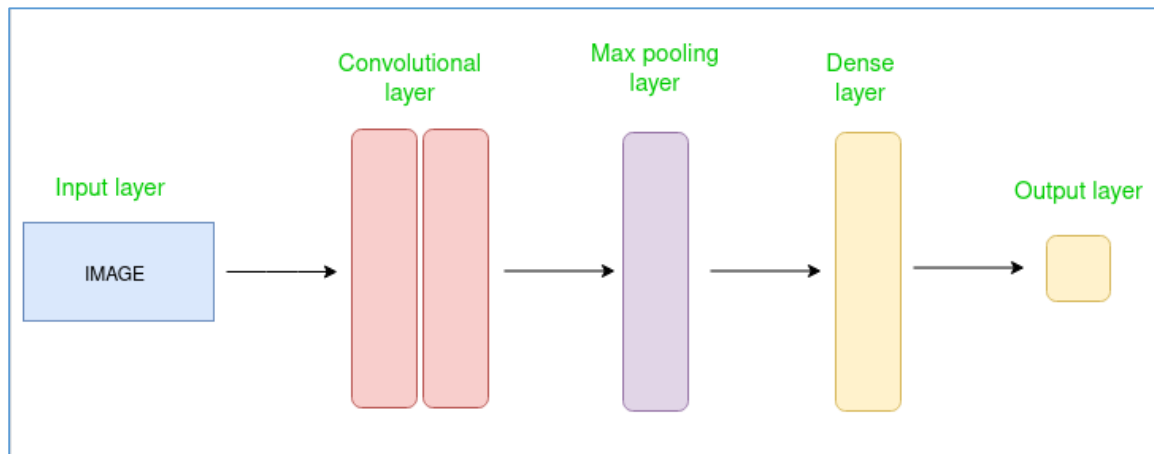 Input layer
IMAGE
Convolutional
layer
Max pooling
layer
Dense
layer
Output layer